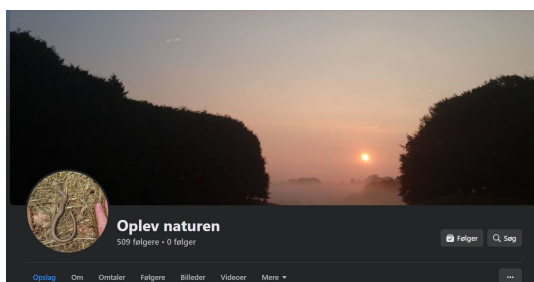 Oplev naturen
509 følgere • 0 følger
Følger
Søg
Opslag Om Omtaler Følgere Billeder Videoer Mere